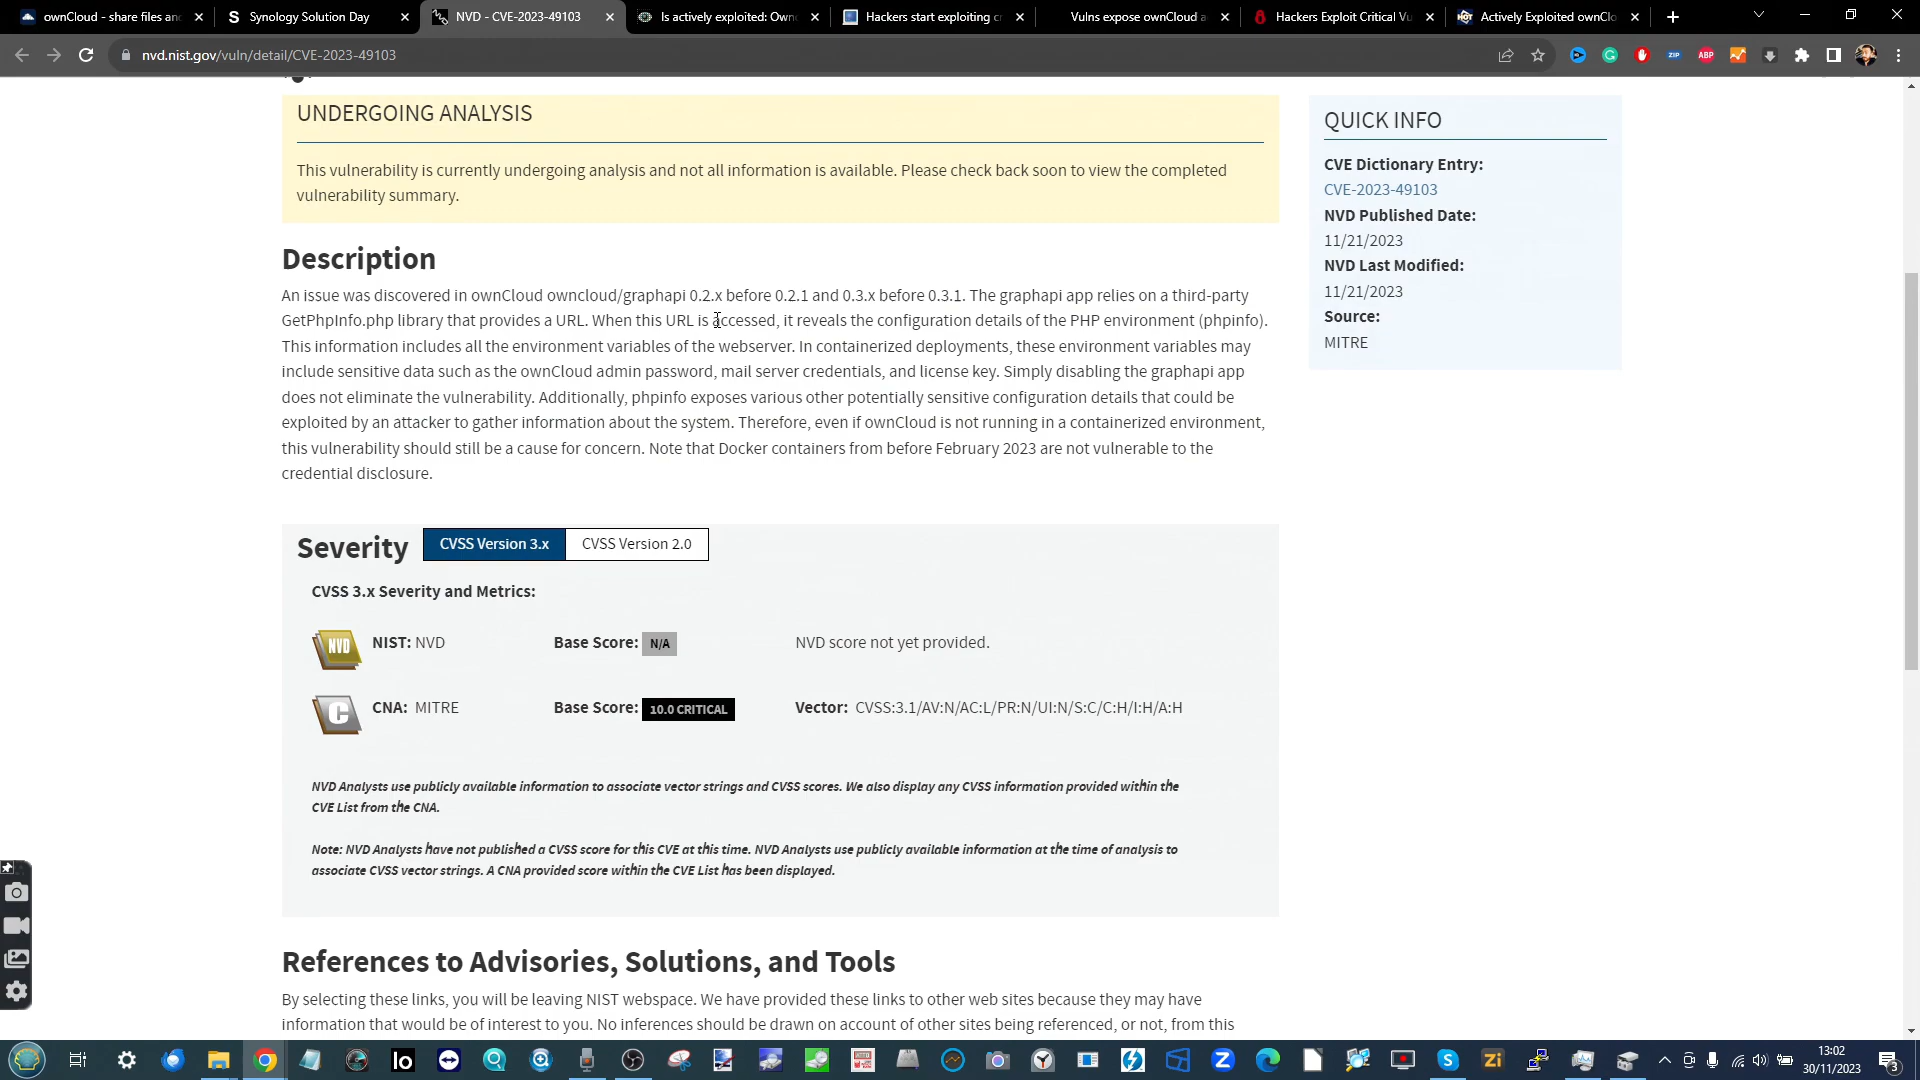 ownCloud - share files and
Synology Solution Day
NVD - CVE-2023-49103
Is actively exploited: Own
Hackers start exploiting c
Vulns expose ownCloud a
Hackers Exploit Critical Vu
Actively Exploited ownClo
nvd.nist.gov/vuln/detail/CVE-2023-49103
UNDERGOING ANALYSIS
This vulnerability is currently undergoing analysis and not all information is available. Please check back soon to view the completed
vulnerability summary.
Description
An issue was discovered in ownCloud owncloud/graphapi 0.2.x before 0.2.1 and 0.3.x before 0.3.1. The graphapi app relies on a third-party
GetPhpInfo.php library that provides a URL. When this URL is accessed, it reveals the configuration details of the PHP environment (phpinfo).
This information includes all the environment variables of the webserver. In containerized deployments, these environment variables may
include sensitive data such as the ownCloud admin password, mail server credentials, and license key. Simply disabling the graphapi app
does not eliminate the vulnerability. Additionally, phpinfo exposes various other potentially sensitive configuration details that could be
exploited by an attacker to gather information about the system. Therefore, even if ownCloud is not running in a containerized environment,
this vulnerability should still be a cause for concern. Note that Docker containers from before February 2023 are not vulnerable to the
credential disclosure.
Severity
CVSS Version 3.x
CVSS Version 2.0
CVSS 3.x Severity and Metrics:
NVD
NIST: NVD
Base Score: N/A
NVD score not yet provided.
C
CNA: MITRE
Base Score: 10.0 CRITICAL
Vector: CVSS:3.1/AV:N/AC:L/PR:N/UI:N/S:C/C:H/I:H/A:H
NVD Analysts use publicly available information to associate vector strings and CVSS scores. We also display any CVSS information provided within the
CVE List from the CNA.
Note: NVD Analysts have not published a CVSS score for this CVE at this time. NVD Analysts use publicly available information at the time of analysis to
associate CVSS vector strings. A CNA provided score within the CVE List has been displayed.
References to Advisories, Solutions, and Tools
By selecting these links, you will be leaving NIST webspace. We have provided these links to other web sites because they may have
information that would be of interest to you. No inferences should be drawn on account of other sites being referenced, or not, from this
QUICK INFO
CVE Dictionary Entry:
CVE-2023-49103
NVD Published Date:
11/21/2023
NVD Last Modified:
11/21/2023
Source:
MITRE
13:02
30/11/2023
3